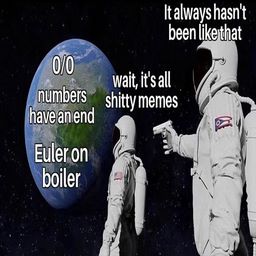 It always hasn't
been like that
wait, it's all
shitty memes
0/0
numbers
have an end
Euler on
boiler